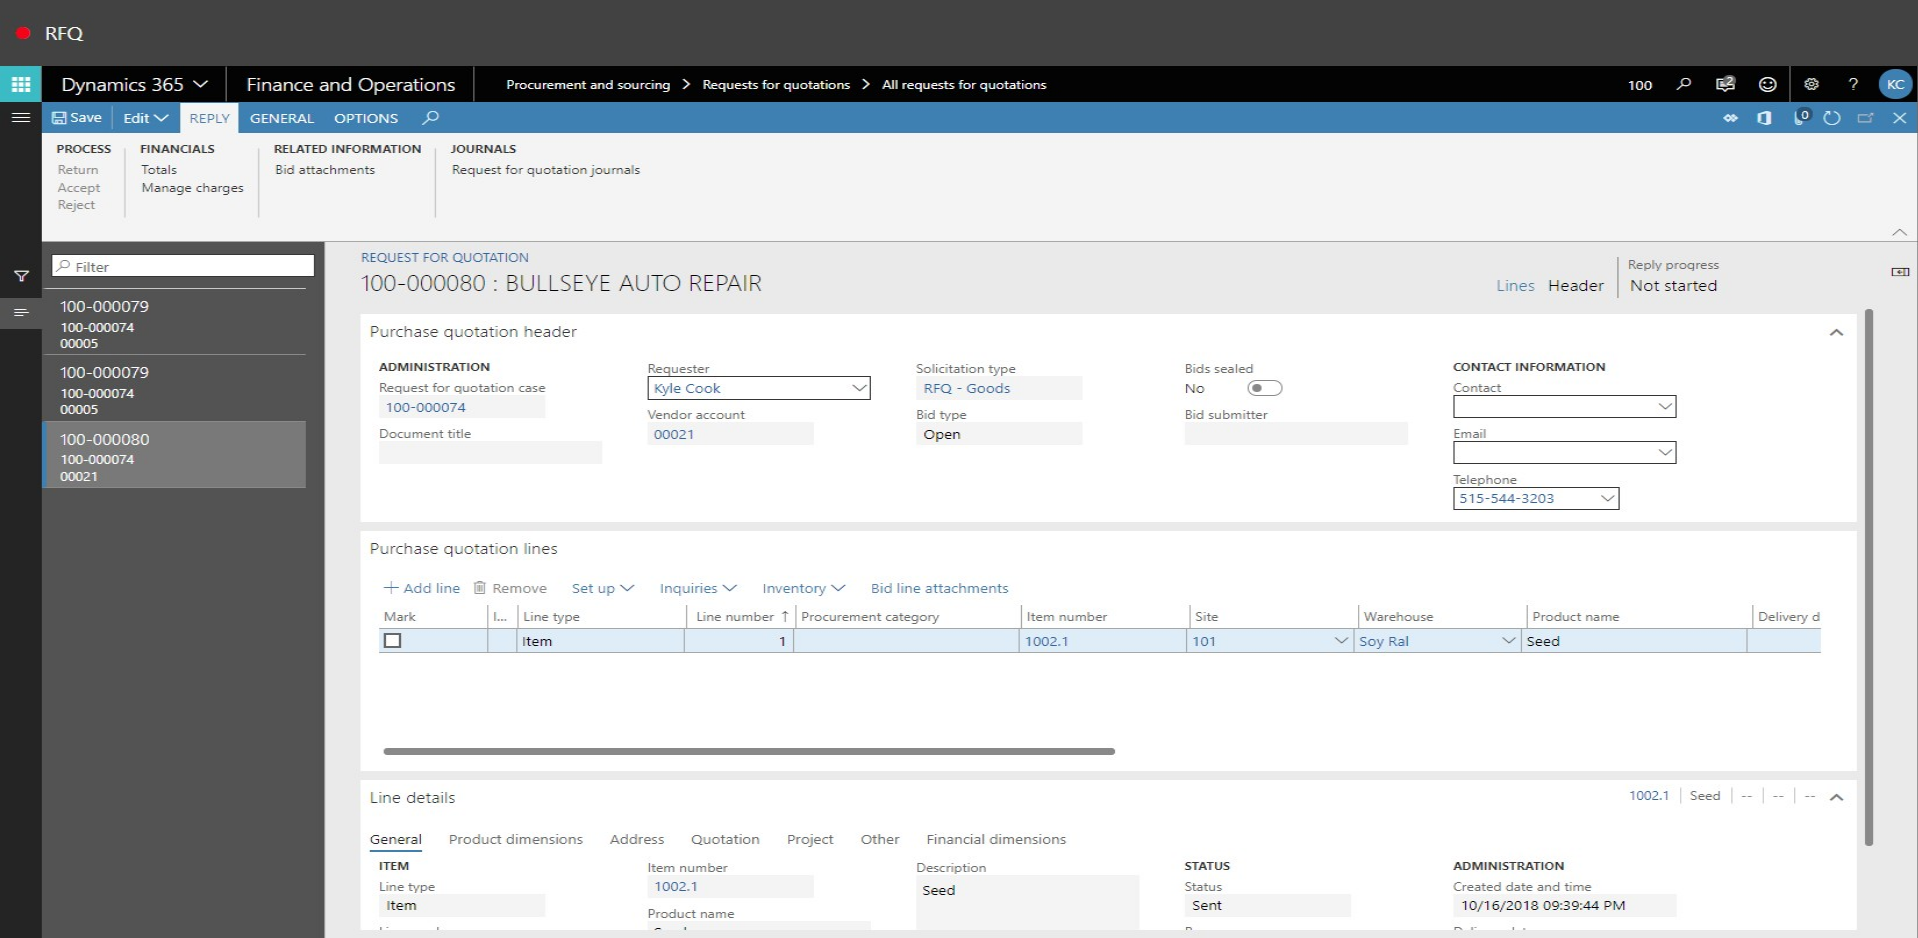 RFQ
Dynamics 365 Finance and Operations Procurement and sourcing > Requests for quotations > All requests for quotations 100 2 ? KC
Save Edit REPLY GENERAL OPTIONS 0
PROCESS FINANCIALS RELATED INFORMATION JOURNALS
Return Totals Bid attachments Request for quotation journals
Accept Manage charges
Reject
Filter
100-000079
100-000074
00005
100-000079
100-000074
00005
100-000080
100-000074
00021
REQUEST FOR QUOTATION
100-000080 : BULLSEYE AUTO REPAIR
Lines Header
Reply progress
Not started
Purchase quotation header
ADMINISTRATION
Request for quotation case
100-000074
Document title
Requester
Kyle Cook
Vendor account
00021
Solicitation type
RFQ - Goods
Bid type
Open
Bids sealed
No
Bid submitter
CONTACT INFORMATION
Contact
Email
Telephone
515-544-3203
Purchase quotation lines
+ Add line Remove Set up Inquiries Inventory Bid line attachments
Mark I... Line type Line number ↑ Procurement category Item number Site Warehouse Product name Delivery d
Item 1 1002.1 101 Soy Ral Seed
Line details 1002.1 Seed -- -- --
General Product dimensions Address Quotation Project Other Financial dimensions
ITEM
Line type
Item
Item number
1002.1
Product name
Description
Seed
STATUS
Status
Sent
ADMINISTRATION
Created date and time
10/16/2018 09:39:44 PM